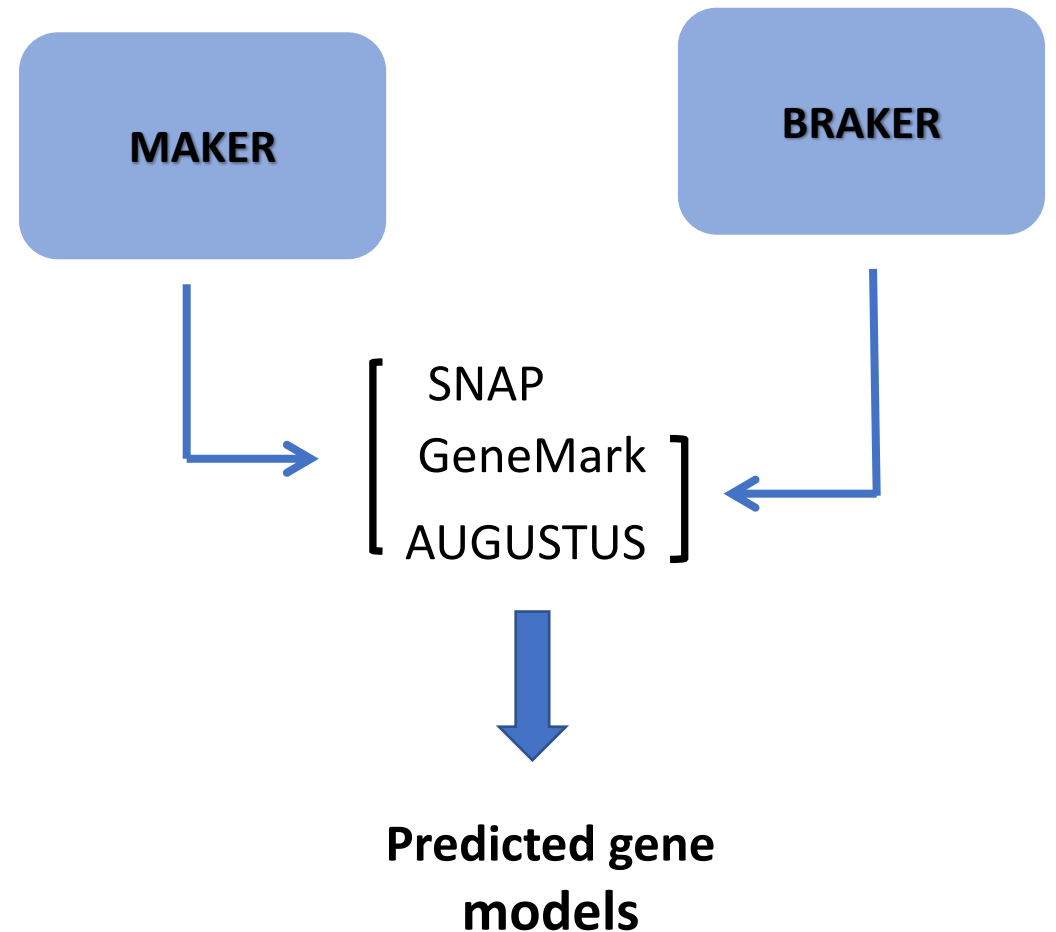 MAKER
BRAKER
SNAP
GeneMark
AUGUSTUS
Predicted gene
models